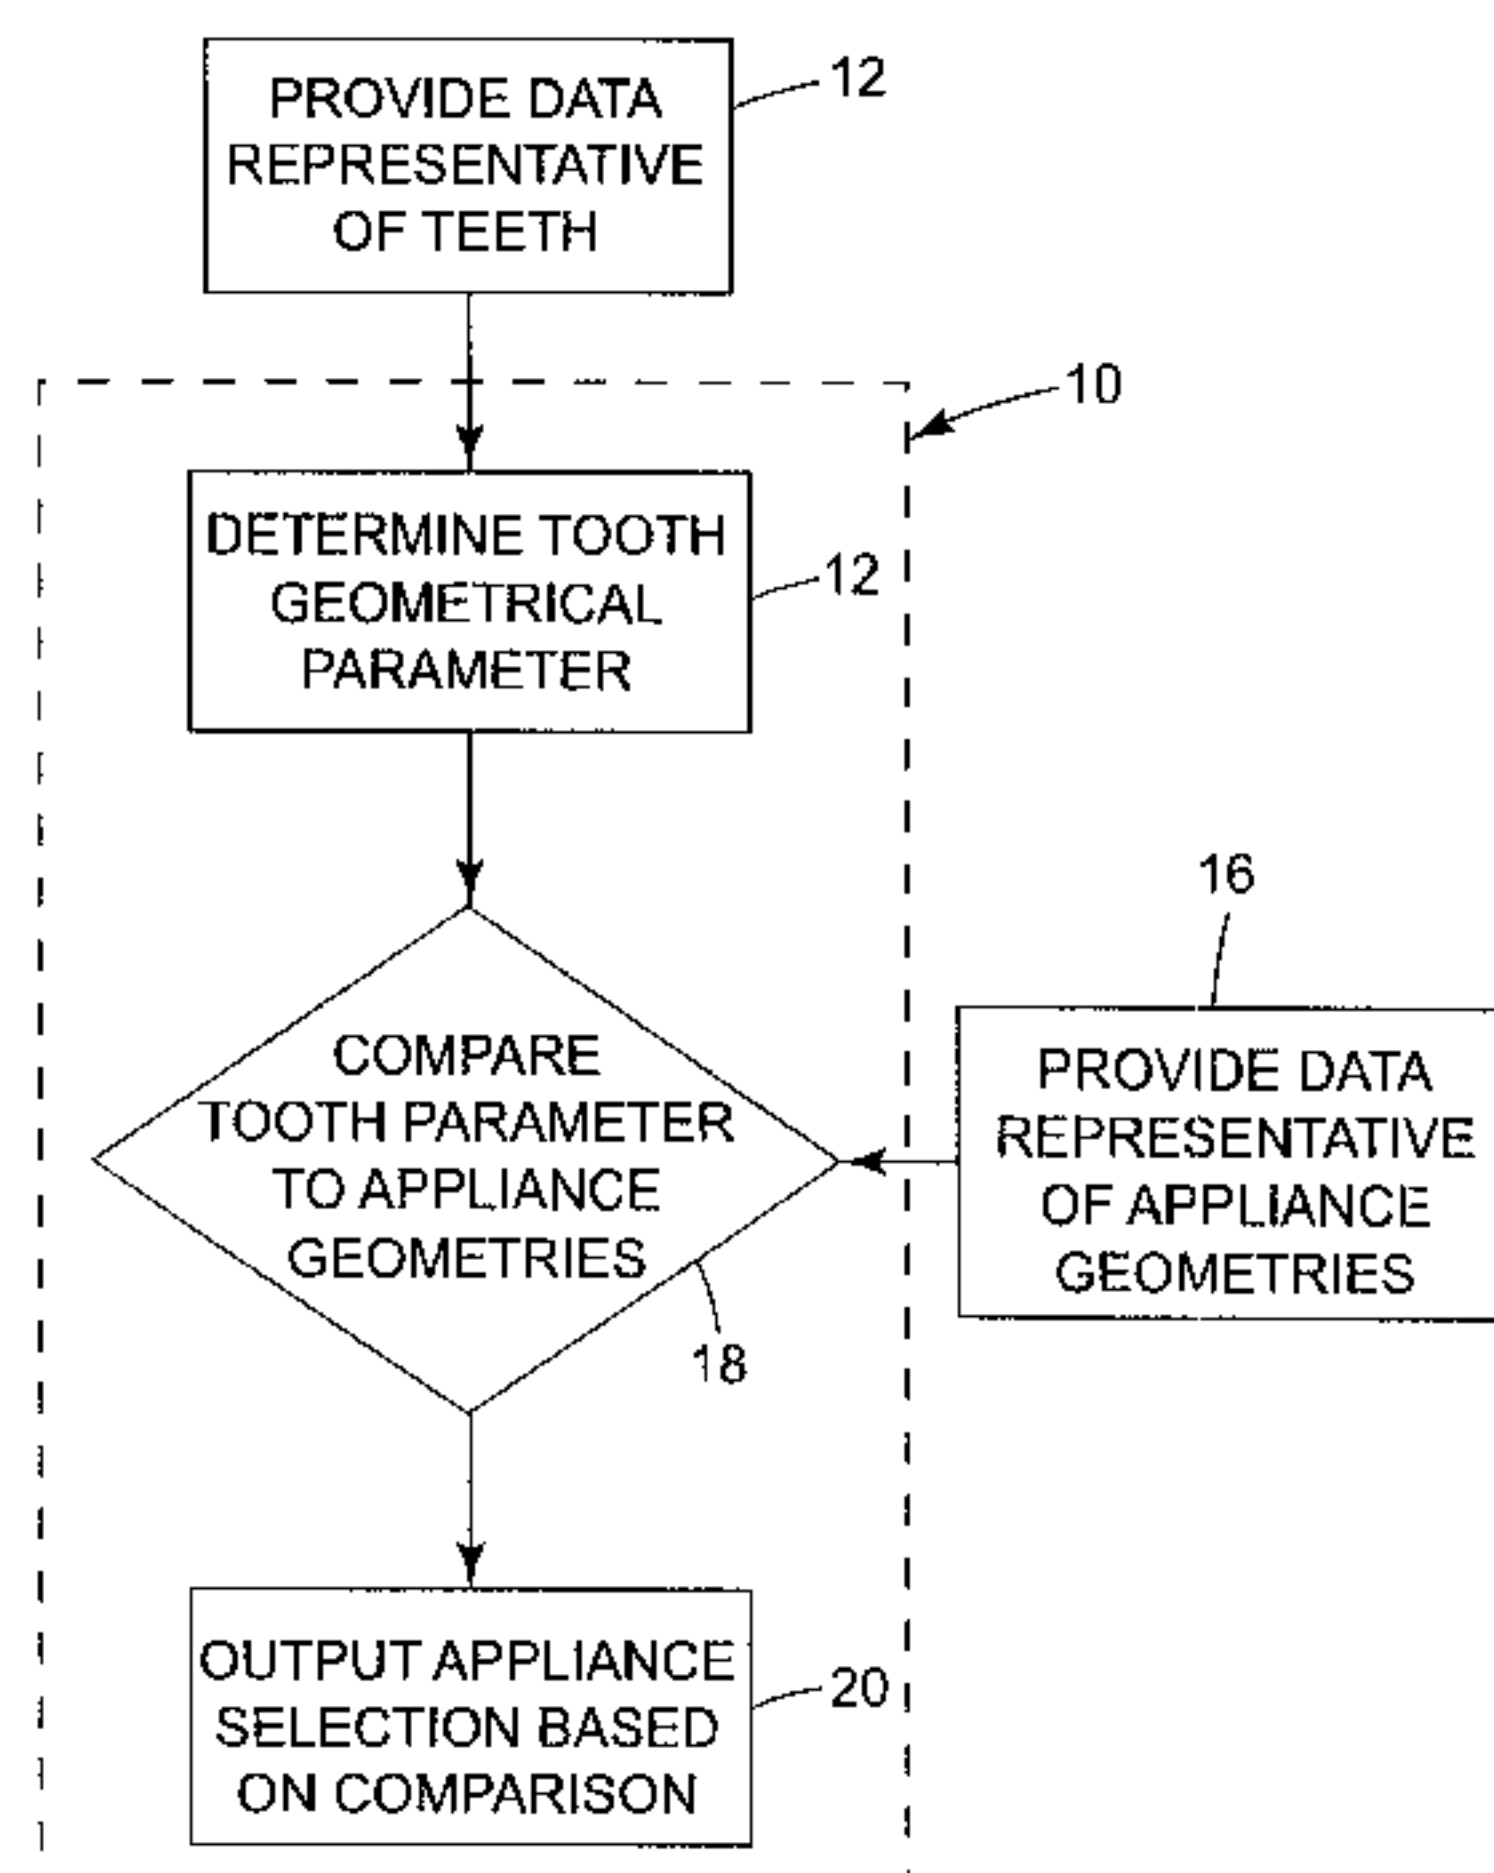 PROVIDE DATA
REPRESENTATIVE
OF TEETH
12
10
DETERMINE TOOTH
GEOMETRICAL
PARAMETER
12
COMPARE
TOOTH PARAMETER
TO APPLIANCE
GEOMETRIES
18
16
PROVIDE DATA
REPRESENTATIVE
OF APPLIANCE
GEOMETRIES
OUTPUT APPLIANCE
SELECTION BASED
ON COMPARISON
20